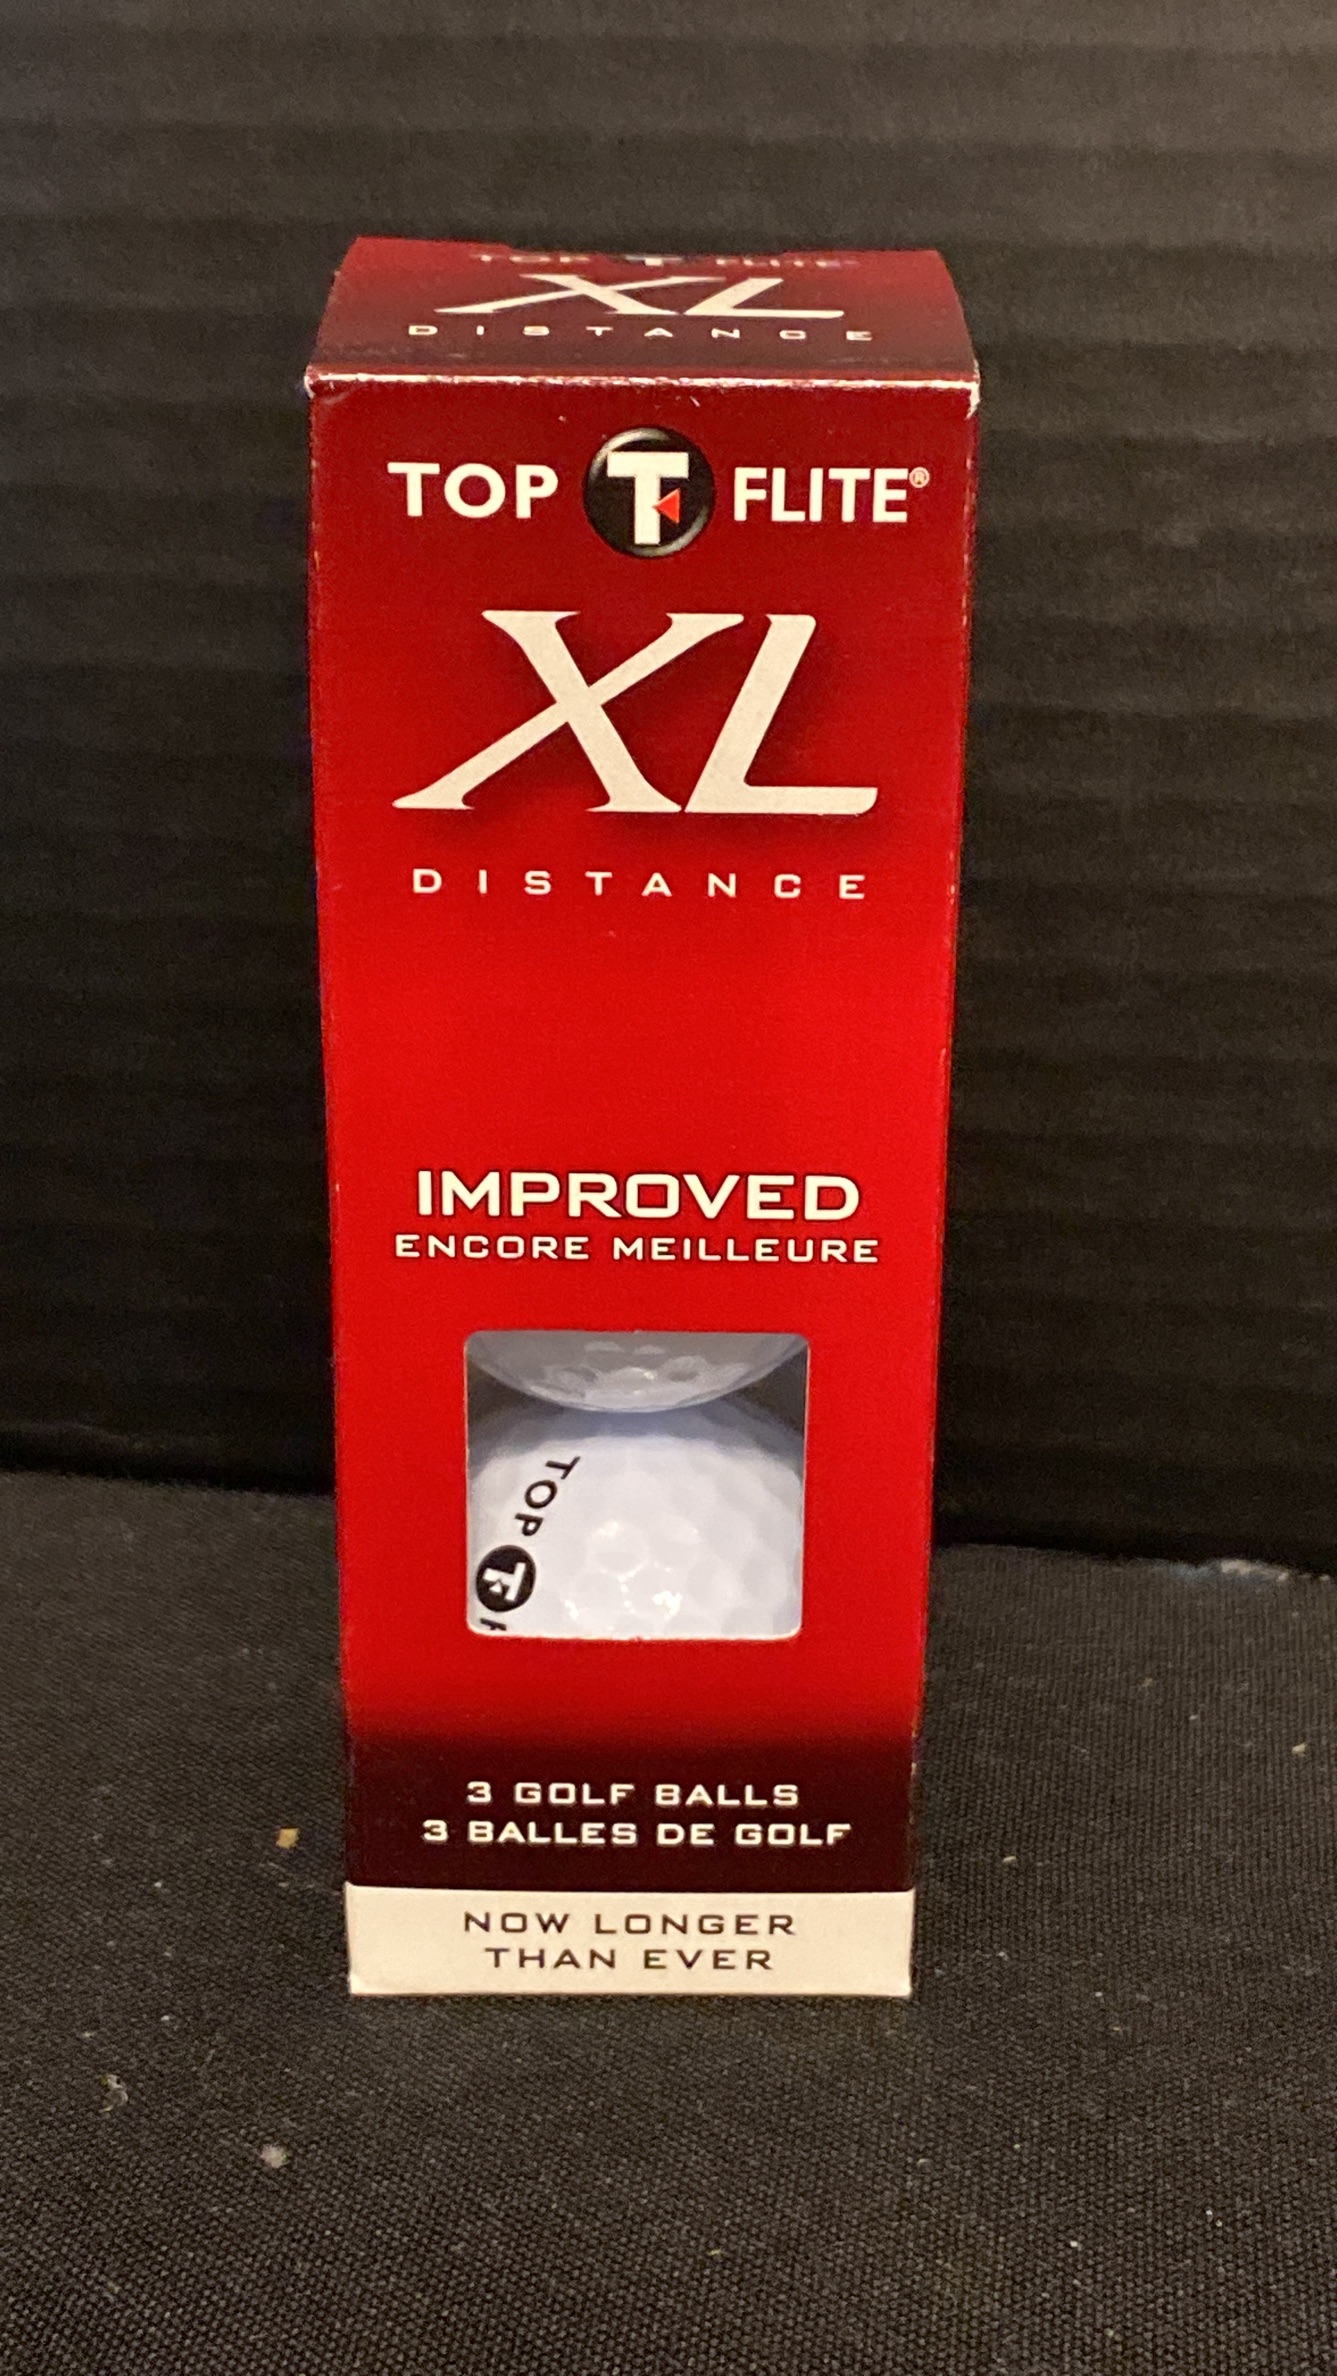 TOP T FLITE
XL
DISTANCE
TOP T FLITE®
XL
DISTANCE
IMPROVED
ENCORE MEILLEURE
TOP T
3 GOLF BALLS
3 BALLES DE GOLF
NOW LONGER
THAN EVER